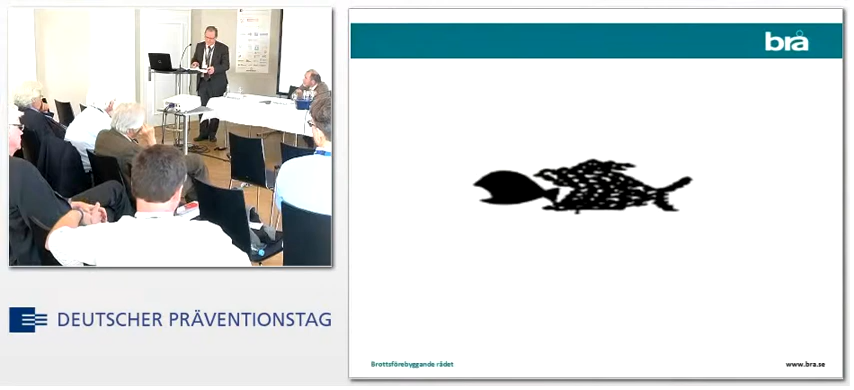 brå
DEUTSCHER PRÄVENTIONSTAG
Brottsförebyggande rådet
www.bra.se